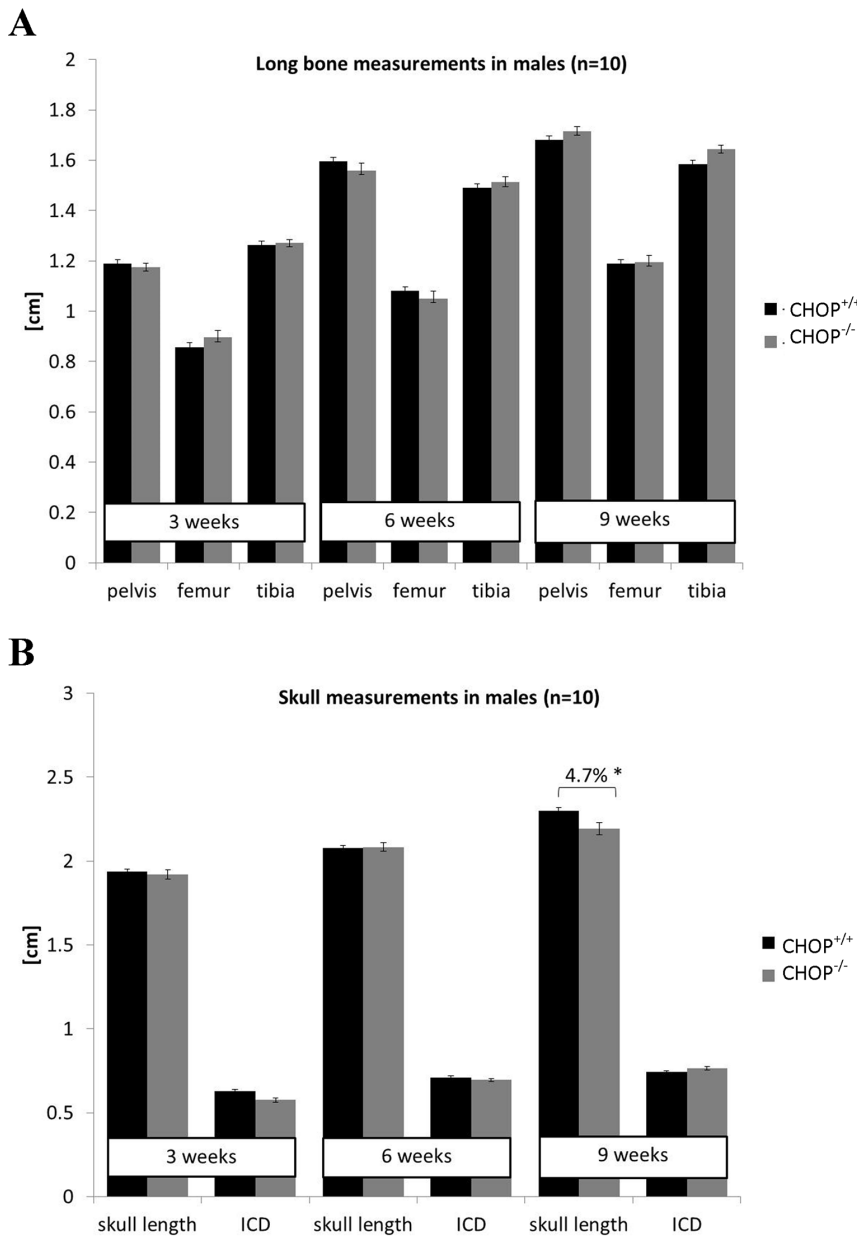 A
Long bone measurements in males (n=10)
2
1.8
1.6
1.4
1.2
1
0.8
0.6
0.4
0.2
0
[cm]
3 weeks
6 weeks
9 weeks
pelvis femur tibia pelvis femur tibia pelvis femur tibia
CHOP+/+
CHOP-/-
B
Skull measurements in males (n=10)
3
2.5
2
1.5
1
0.5
0
[cm]
4.7% *
3 weeks
6 weeks
9 weeks
skull length ICD skull length ICD skull length ICD
CHOP+/+
CHOP-/-